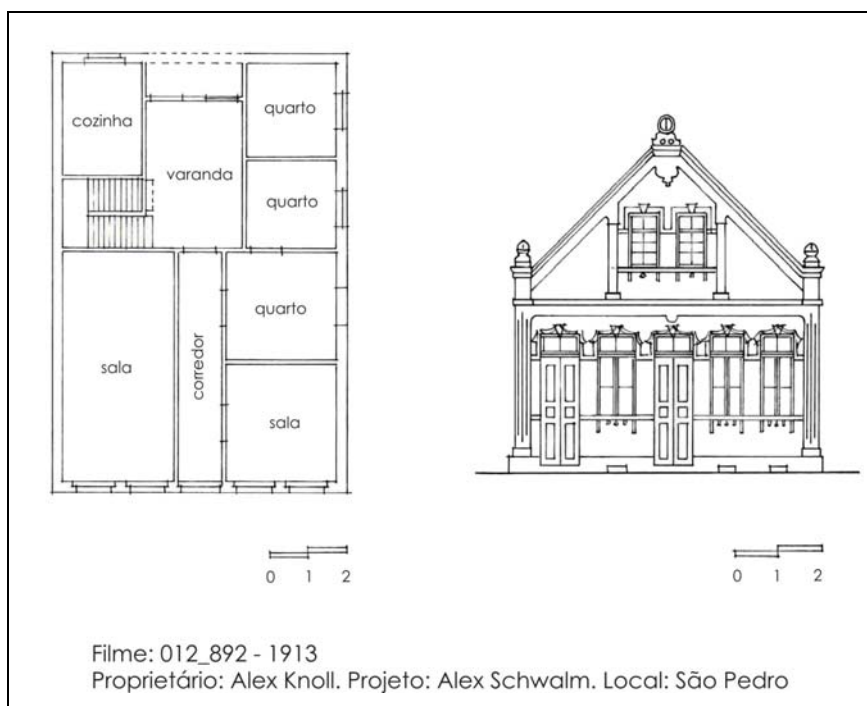 cozinha
quarto
varanda
quarto
quarto
sala
corredor
sala
0 1 2
0 1 2
Filme: 012_892 - 1913
Proprietário: Alex Knoll. Projeto: Alex Schwalm. Local: São Pedro